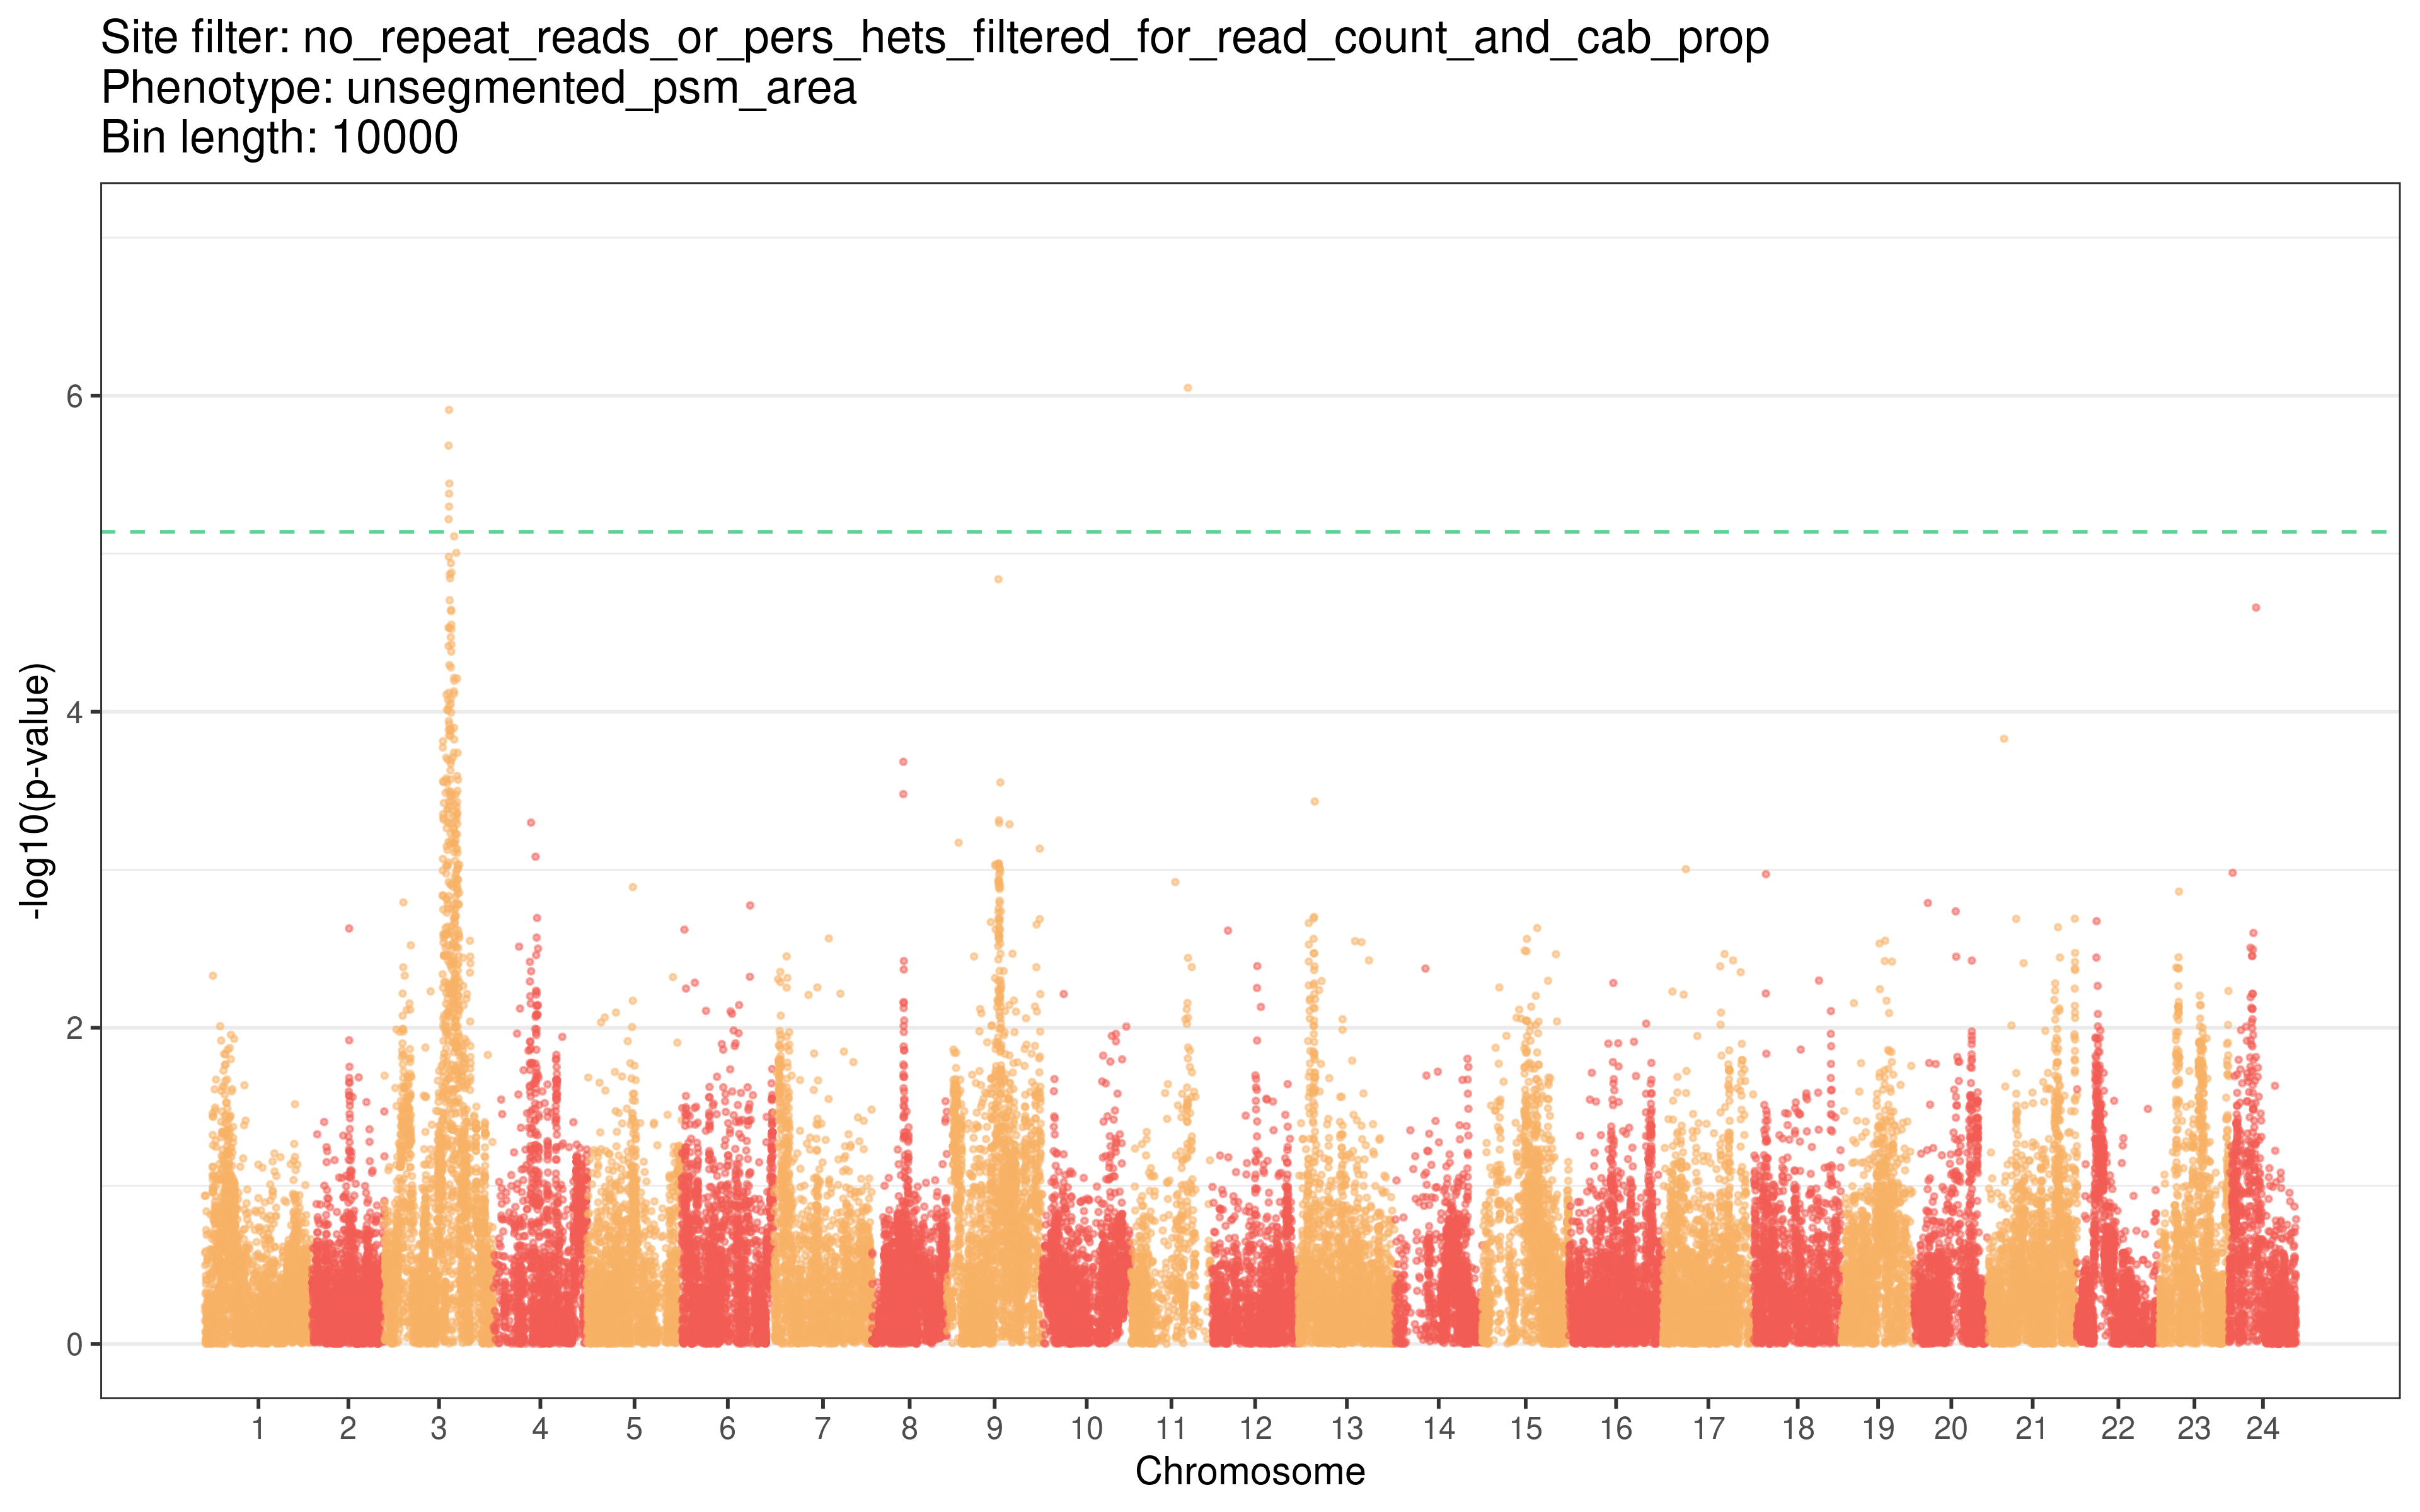 Site filter: no_repeat_reads_or_pers_hets_filtered_for_read_count_and_cab_prop
Phenotype: unsegmented_psm_area
Bin length: 10000
6
4
2
0
-log10(p-value)
1 2 3 4 5 6 7 8 9 10 11 12 13 14 15 16 17 18 19 20 21 22 23 24
Chromosome